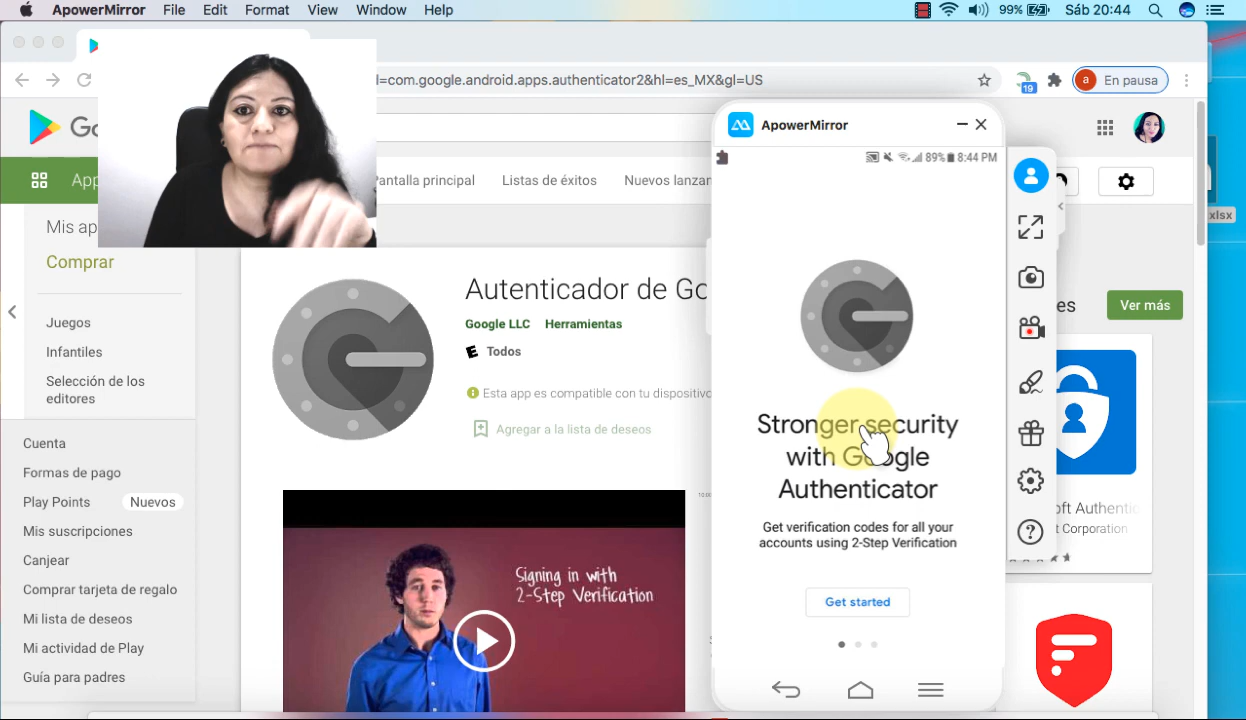 ApowerMirror File Edit Format View Window Help
99% Sáb 20:44
d=com.google.android.apps.authenticator2&hl=es_MX&gl=US
19
a En pausa
Go
ApowerMirror
89% 8:44 PM
App
Pantalla principal Listas de éxitos Nuevos lanzam
xlsx
Mis ap
Comprar
Juegos
Infantiles
Selección de los
editores
Cuenta
Formas de pago
Play Points Nuevos
Mis suscripciones
Canjear
Comprar tarjeta de regalo
Mi lista de deseos
Mi actividad de Play
Guía para padres
Autenticador de Go
Google LLC Herramientas
E Todos
Esta app es compatible con tu dispositivo
Agregar a la lista de deseos
Signing in with
2-Step Verification
Stronger security
with Google
Authenticator
Get verification codes for all your
accounts using 2-Step Verification
Get started
es Ver más
oft Authentic
t Corporation